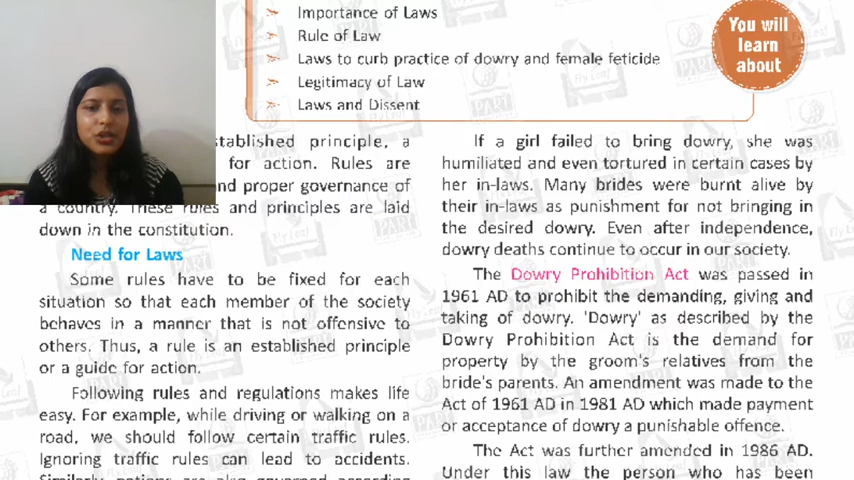 Importance of Laws
Rule of Law
Laws to curb practice of dowry and female feticide
Legitimacy of Law
Laws and Dissent
You will
learn
about
stablished principle, a
for action. Rules are
nd proper governance of
a country. These rules and principles are laid
down in the constitution.
Need for Laws
Some rules have to be fixed for each
situation so that each member of the society
behaves in a manner that is not offensive to
others. Thus, a rule is an established principle
or a guide for action.
Following rules and regulations makes life
easy. For example, while driving or walking on a
road, we should follow certain traffic rules.
Ignoring traffic rules can lead to accidents.
Similarly, nations are also governed according
If a girl failed to bring dowry, she was
humiliated and even tortured in certain cases by
her in-laws. Many brides were burnt alive by
their in-laws as punishment for not bringing in
the desired dowry. Even after independence,
dowry deaths continue to occur in our society.
The Dowry Prohibition Act was passed in
1961 AD to prohibit the demanding, giving and
taking of dowry. 'Dowry' as described by the
Dowry Prohibition Act is the demand for
property by the groom's relatives from the
bride's parents. An amendment was made to the
Act of 1961 AD in 1981 AD which made payment
or acceptance of dowry a punishable offence.
The Act was further amended in 1986 AD.
Under this law the person who has been